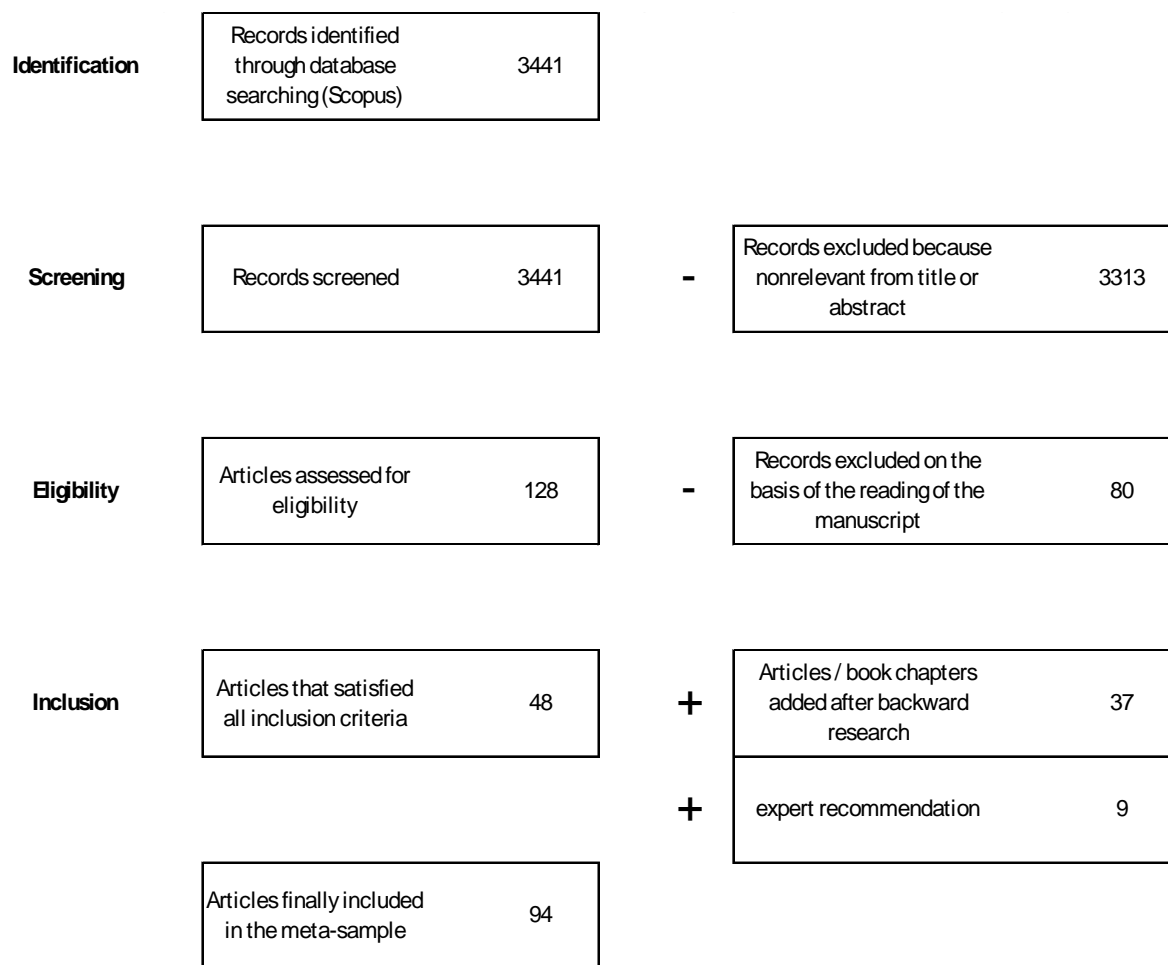 Identification
Records identified
through database
searching (Scopus)
3441
Screening
Records screened
3441
-
Records excluded because
nonrelevant from title or
abstract
3313
Eligibility
Articles assessed for
eligibility
128
-
Records excluded on the
basis of the reading of the
manuscript
80
Inclusion
Articles that satisfied
all inclusion criteria
48
+
Articles / book chapters
added after backward
research
37
+
expert recommendation
9
Articles finally included
in the meta-sample
94